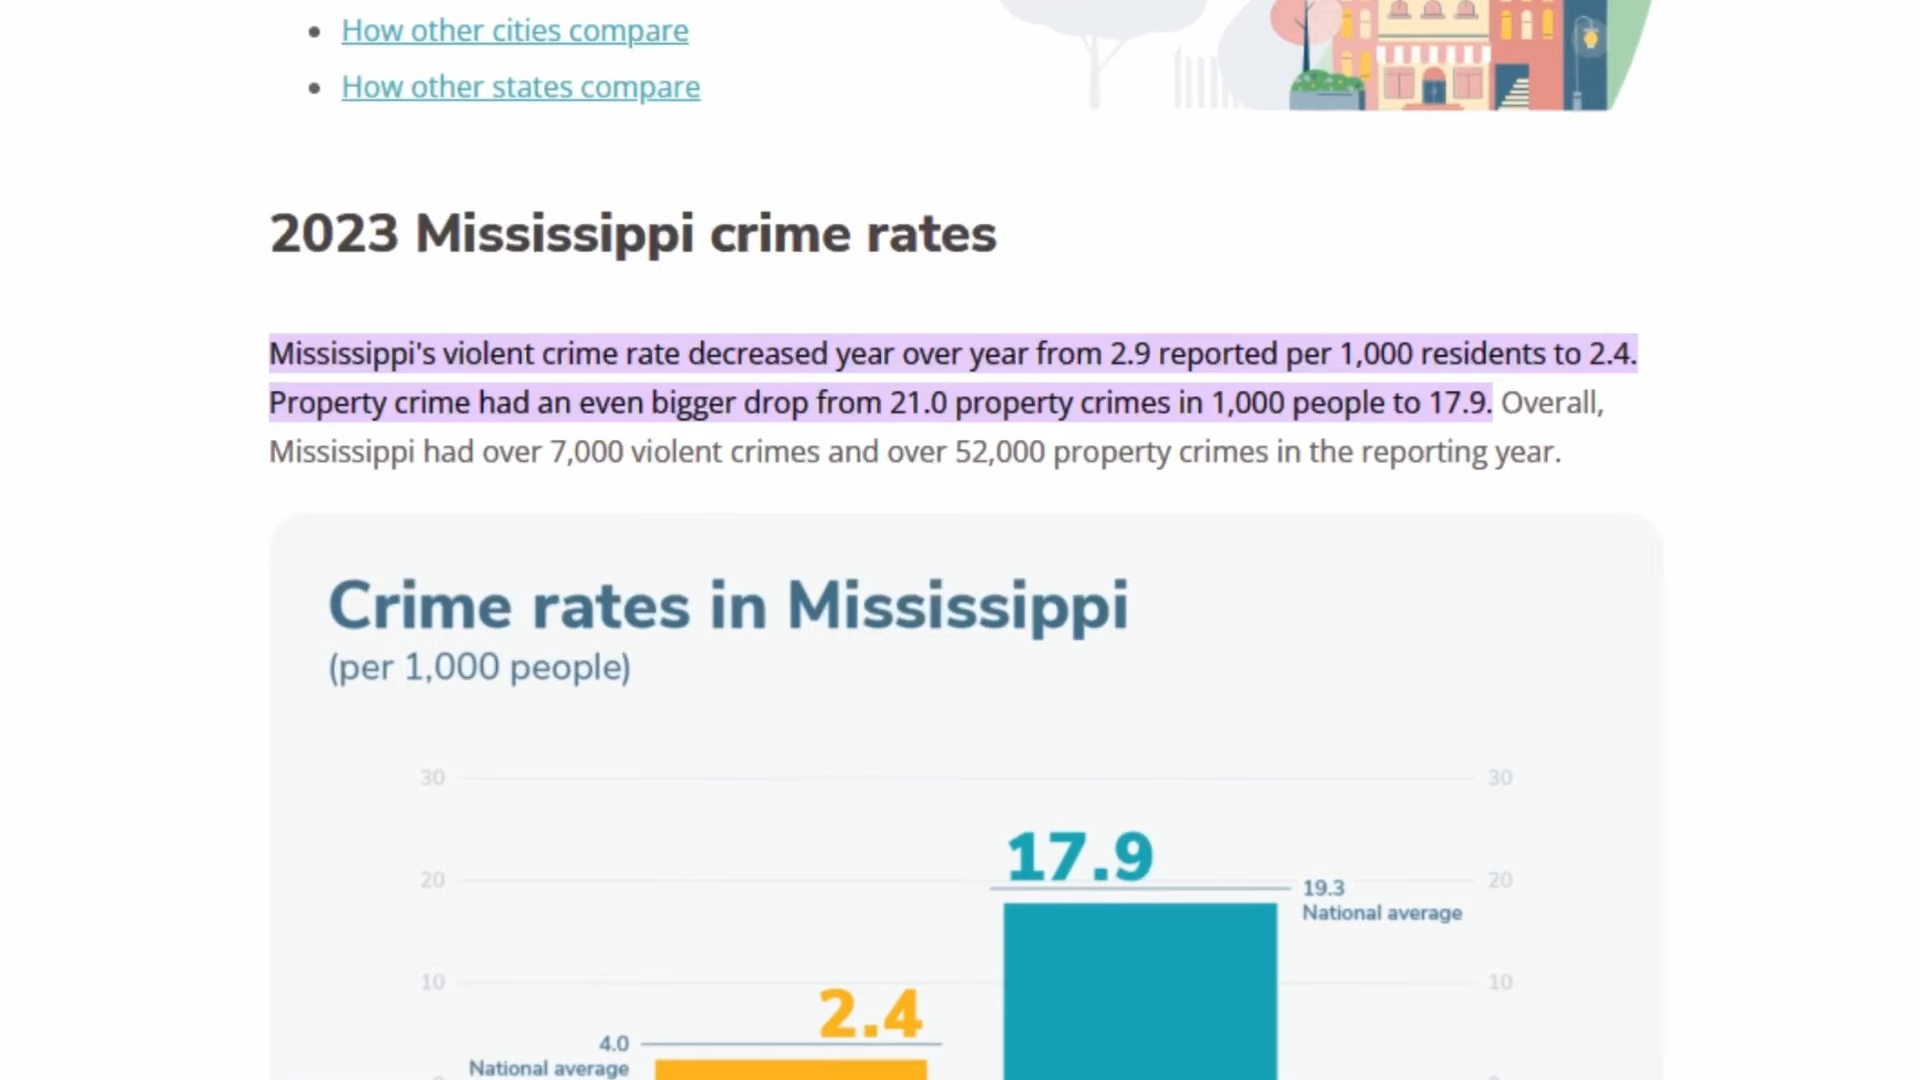 How other cities compare
How other states compare
2023 Mississippi crime rates
Mississippi's violent crime rate decreased year over year from 2.9 reported per 1,000 residents to 2.4.
Property crime had an even bigger drop from 21.0 property crimes in 1,000 people to 17.9. Overall,
Mississippi had over 7,000 violent crimes and over 52,000 property crimes in the reporting year.
Crime rates in Mississippi
(per 1,000 people)
30
30
17.9
20
19.3
20
National average
10
10
2.4
4.0
National average